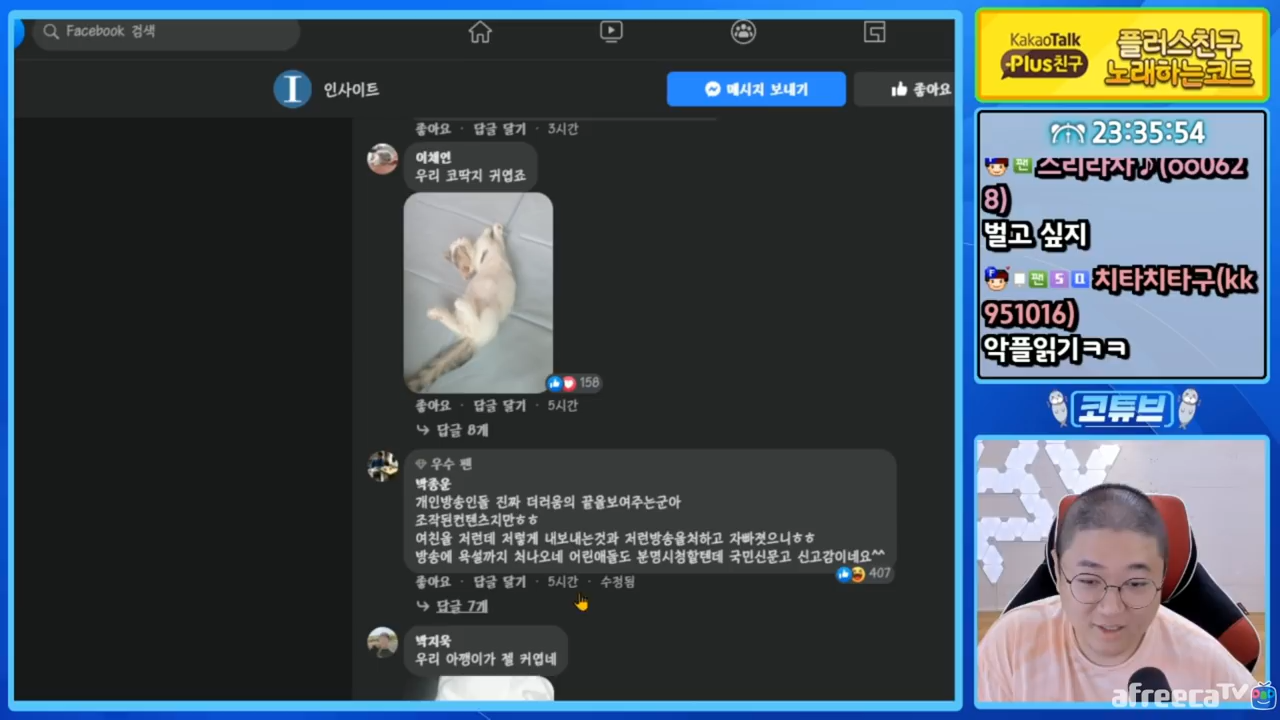 Facebook 검색
인사이트
메시지 보내기
좋아요
좋아요 · 답글 달기 · 3시간
이체연
우리 코딱지 귀엽죠
158
좋아요 · 답글 달기 · 5시간
답글 8개
우수 팬
박종운
개인방송인둘 진짜 뎌러움의 끝을보여주는군아
조작된컨텐츠지만ㅎㅎ
여친을 저런데 저렇게 내보내는것과 저런방송을처하고 자빠졋으니ㅎㅎ
방송에 욕설까지 처나오네 어린애들도 분명시청할텐데 국민신문고 신고감이네요^^
407
좋아요 · 답글 달기 · 5시간 · 수정됨
답글 7개
박지욱
우리 아깽이가 젤 커엽네
KakaoTalk
Plus친구
플러스친구
노래하는코트
23:35:54
8)
벌고 싶지
팬 S 치타치타구(kk
951016)
악플읽기ㅋㅋ
코튜브
afreecaTV